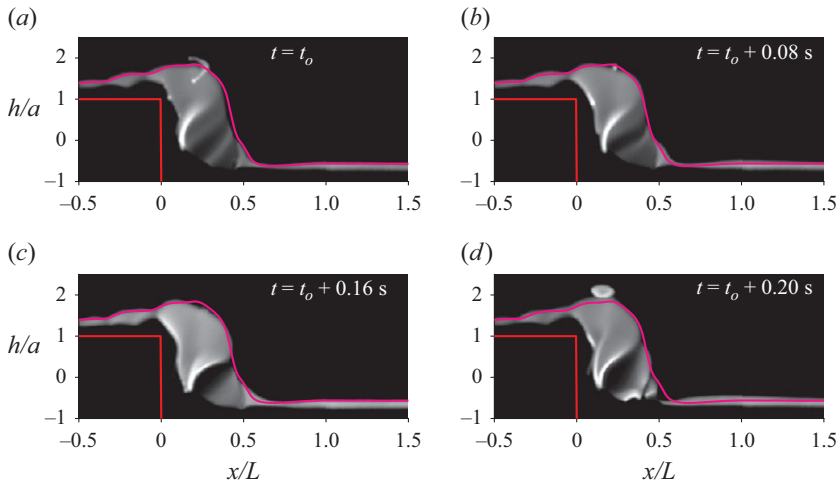 (a)
(b)
t = to
t = to + 0.08 s
2
1
0
–1
h/a
–0.5 0 0.5 1.0 1.5
2
1
0
–1
–0.5 0 0.5 1.0 1.5
(c)
(d)
t = to + 0.16 s
t = to + 0.20 s
2
1
0
–1
h/a
–0.5 0 0.5 1.0 1.5
x/L
2
1
0
–1
–0.5 0 0.5 1.0 1.5
x/L